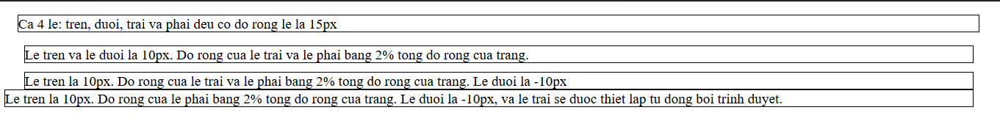 Ca 4 le: tren, duoi, trai va phai deu co do rong le la 15px
Le tren va le duoi la 10px. Do rong cua le trai va le phai bang 2% tong do rong cua trang.
Le tren la 10px. Do rong cua le trai va le phai bang 2% tong do rong cua trang. Le duoi la -10px
Le tren la 10px. Do rong cua le phai bang 2% tong do rong cua trang. Le duoi la -10px, va le trai se duoc thiet lap tu dong boi trinh duyet.